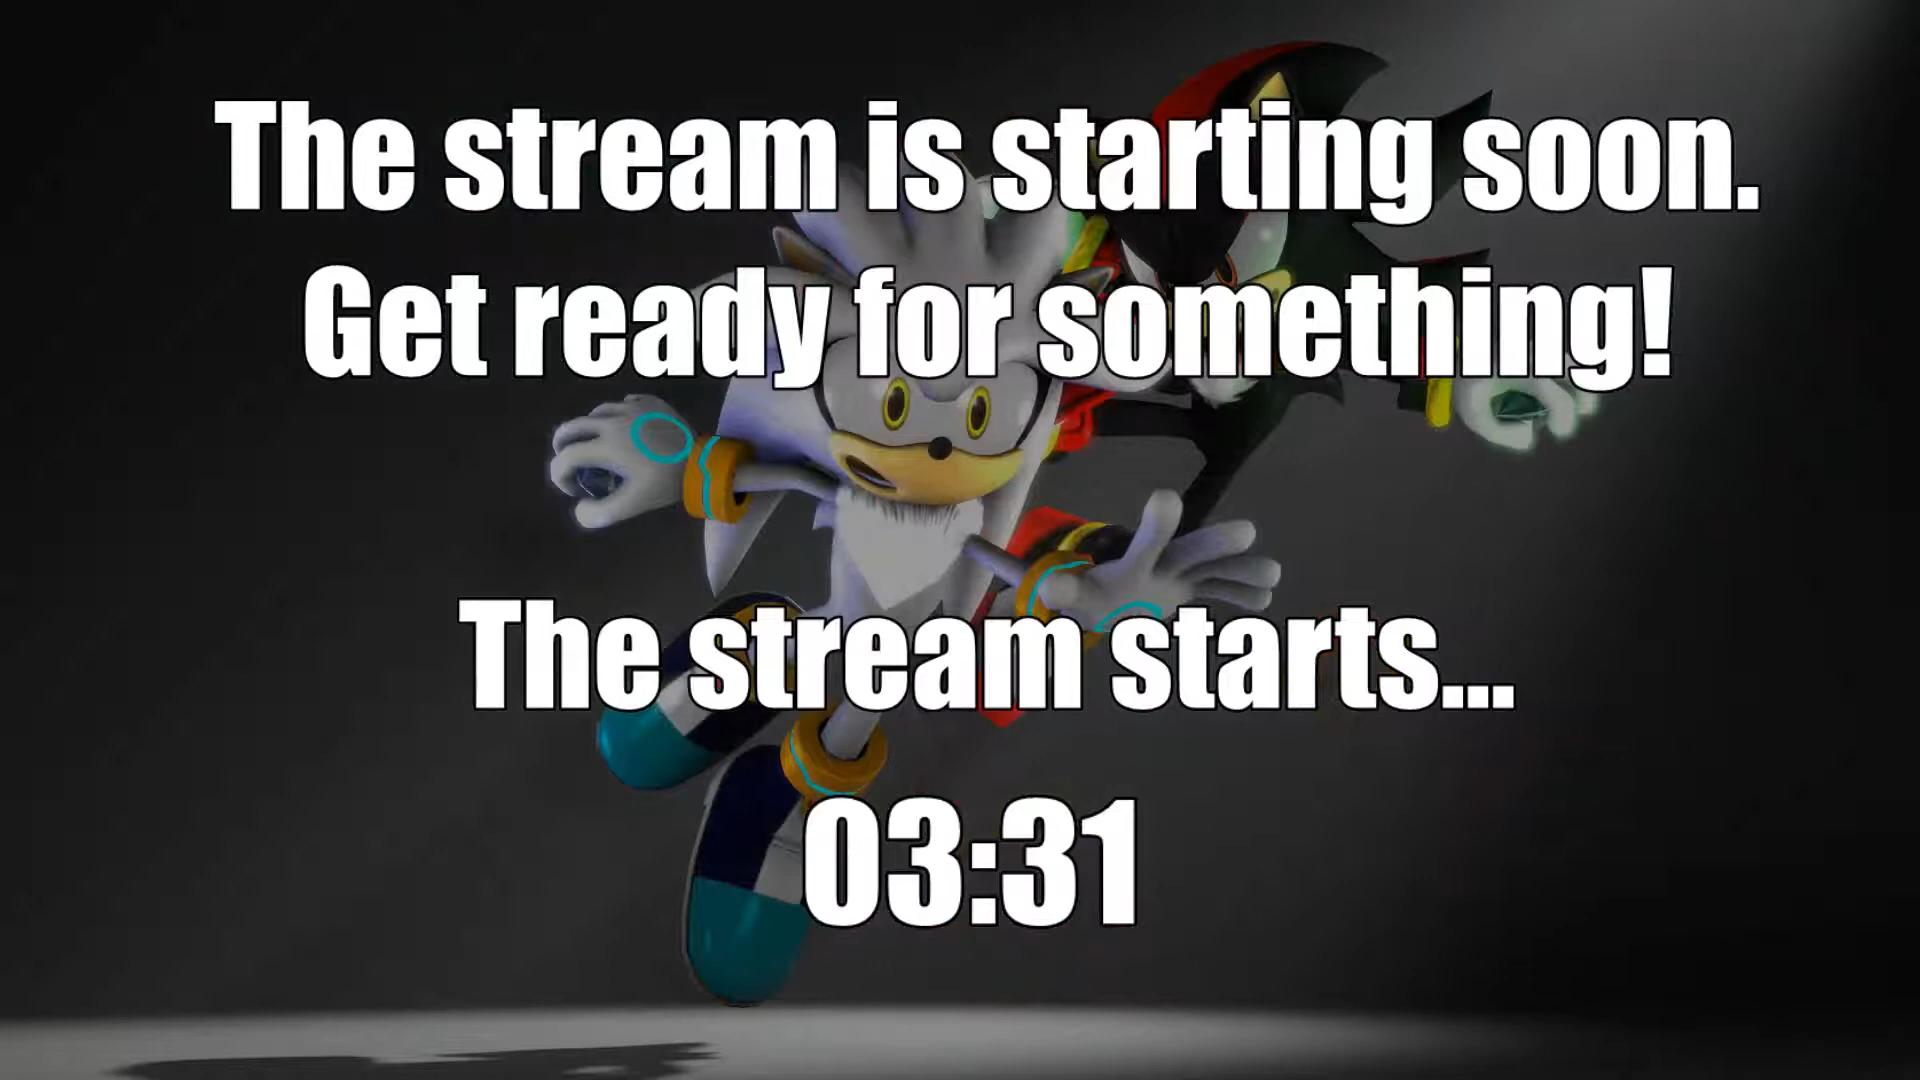 The stream is starting soon.
Get ready for something!
The stream starts...
03:31